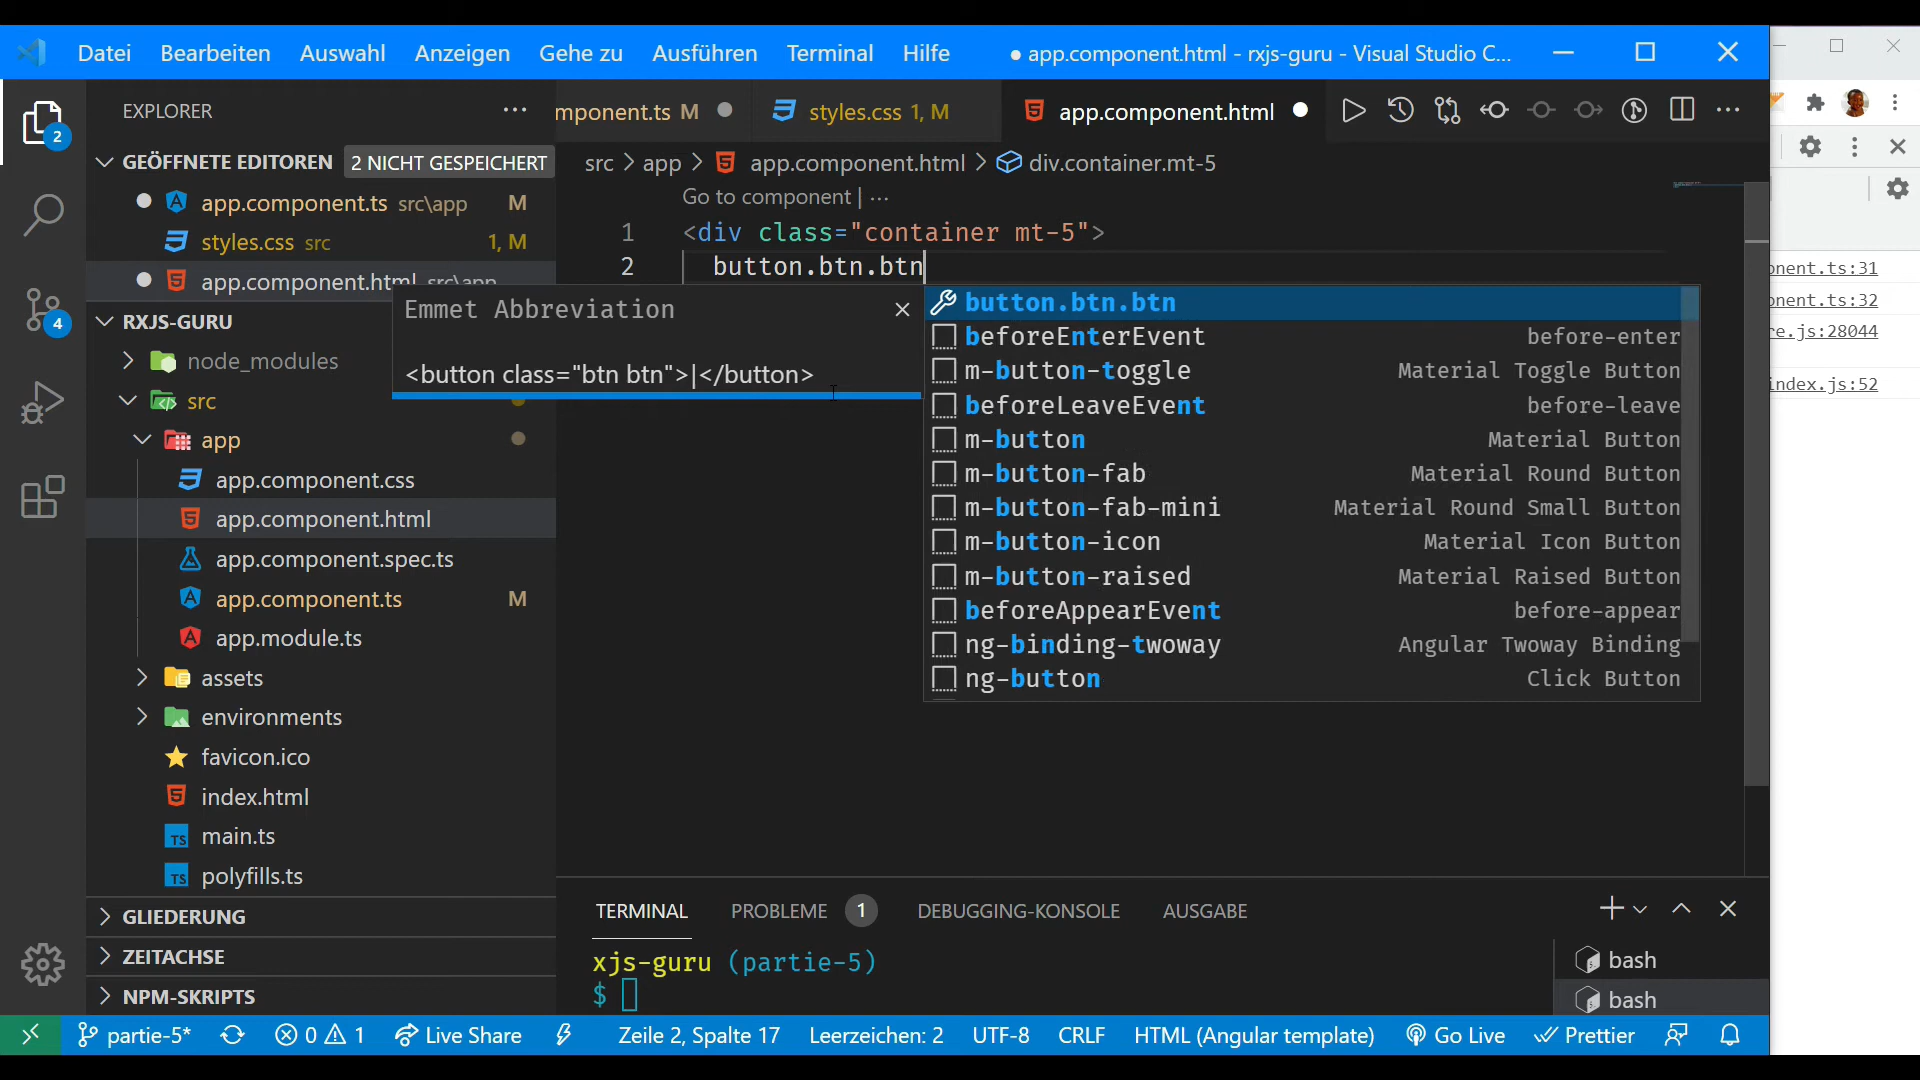 Datei Bearbeiten Auswahl Anzeigen Gehe zu Ausführen Terminal Hilfe ● app.component.html - rxjs-guru - Visual Studio C...
EXPLORER ...
mponent.ts M
styles.css 1, M
app.component.html
GEÖFFNETE EDITOREN 2 NICHT GESPEICHERT
app.component.ts src\app M
styles.css src 1, M
app.component.html src\app
src > app > app.component.html > div.container.mt-5
Go to component | ...
1 <div class="container mt-5">
2 button.btn.btn
Emmet Abbreviation
<button class="btn btn">|</button>
button.btn.btn
beforeEnterEvent before-enter
m-button-toggle Material Toggle Button
beforeLeaveEvent before-leave
m-button Material Button
m-button-fab Material Round Button
m-button-fab-mini Material Round Small Button
m-button-icon Material Icon Button
m-button-raised Material Raised Button
beforeAppearEvent before-appear
ng-binding-twoway Angular Twoway Binding
ng-button Click Button
2
4
RXJS-GURU
node_modules
src
app
app.component.css
app.component.html
app.component.spec.ts
app.component.ts M
app.module.ts
assets
environments
favicon.ico
index.html
main.ts
polyfills.ts
GLIEDERUNG
ZEITACHSE
NPM-SKRIPTS
TERMINAL PROBLEME 1 DEBUGGING-KONSOLE AUSGABE
xjs-guru (partie-5)
$
bash
bash
partie-5* 0 1 Live Share Zeile 2, Spalte 17 Leerzeichen: 2 UTF-8 CRLF HTML (Angular template) Go Live Prettier
onent.ts:31
onent.ts:32
re.js:28044
index.js:52